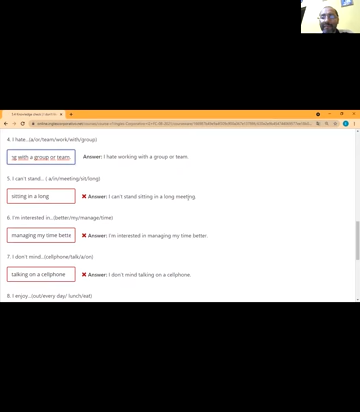 4. I hate...(a/or/team/work/with/group)
ng with a group or team. Answer: I hate working with a group or team.
5. I can't stand... ( a/in/meeting/sit/long)
sitting in a long ✖ Answer: I can't stand sitting in a long meeting.
6. I'm interested in...(better/my/manage/time)
managing my time bette ✖ Answer: I'm interested in managing my time better.
7. I don't mind...(cellphone/talk/a/on)
talking on a cellphone ✖ Answer: I don't mind talking on a cellphone.
8. I enjoy...(out/every day/ lunch/eat)